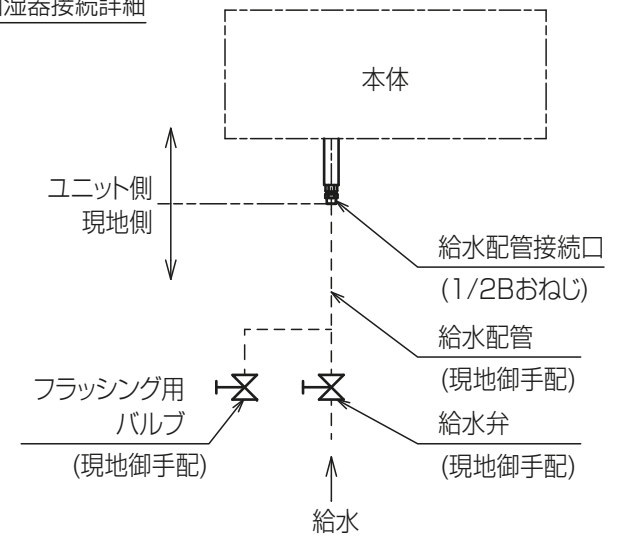 湿器接続詳細
本体
ユニット側
現地側
給水配管接続口
(1/2Bおねじ)
給水配管
(現地御手配)
フラッシング用
バルブ
(現地御手配)
給水弁
(現地御手配)
給水